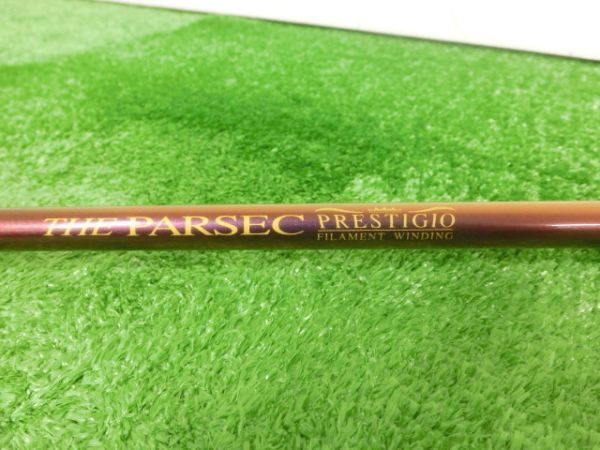 THE PARSEC
PRESTIGIO
FILAMENT WINDING